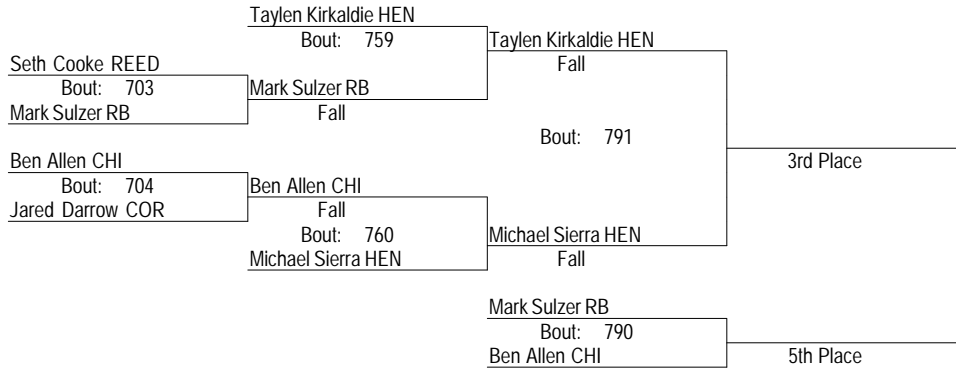 Taylen Kirkaldie HEN
Bout: 759
Taylen Kirkaldie HEN
Seth Cooke REED
Fall
Bout: 703
Mark Sulzer RB
Mark Sulzer RB
Fall
Bout: 791
Ben Allen CHI
3rd Place
Bout: 704
Ben Allen CHI
Jared Darrow COR
Fall
Bout: 760
Michael Sierra HEN
Michael Sierra HEN
Fall
Mark Sulzer RB
Bout: 790
Ben Allen CHI
5th Place